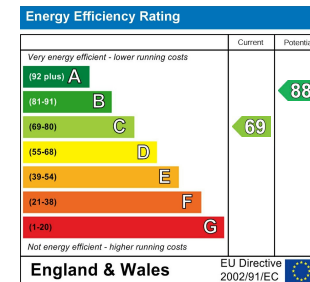 Energy Efficiency Rating
Current Potential
Very energy efficient - lower running costs
(92 plus) A
(81-91) B
88
(69-80) C
69
(55-68) D
(39-54) E
(21-38) F
(1-20) G
Not energy efficient - higher running costs
England & Wales
EU Directive
2002/91/EC